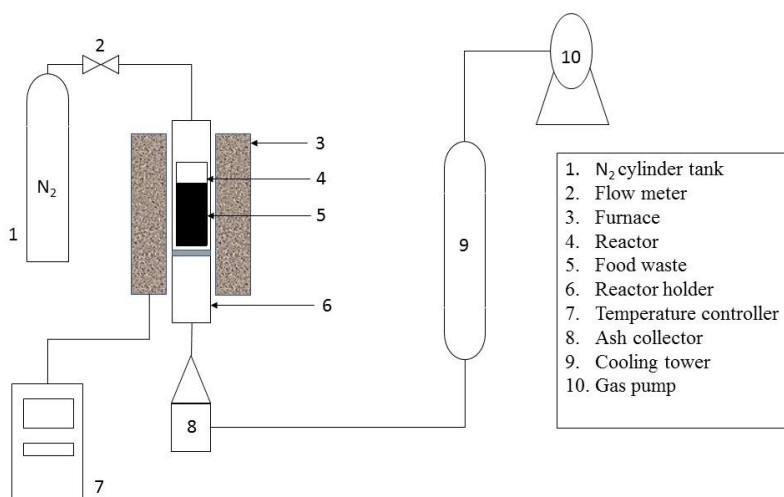 2
10
3
4
N2
5
1
9
6
8
7
1. N2 cylinder tank
2. Flow meter
3. Furnace
4. Reactor
5. Food waste
6. Reactor holder
7. Temperature controller
8. Ash collector
9. Cooling tower
10. Gas pump